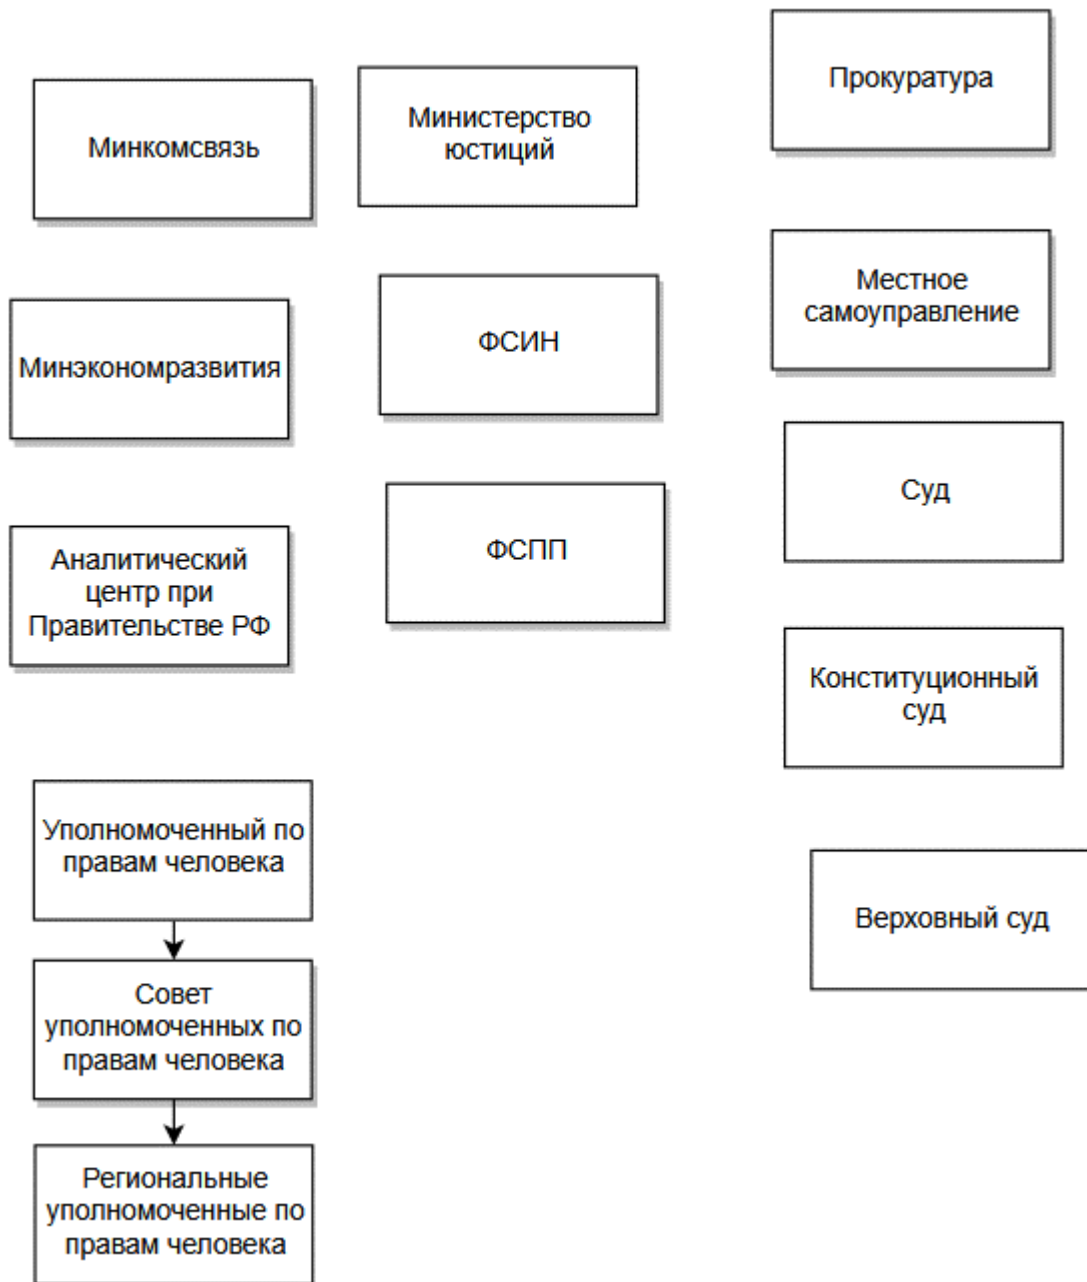 Прокуратура
Минкомсвязь
Министерство
юстиций
Местное
самоуправление
Минэкономразвития
ФСИН
Суд
Аналитический
центр при
Правительстве РФ
ФСПП
Конституционный
суд
Уполномоченный по
правам человека
Верховный суд
Совет
уполномоченных по
правам человека
Региональные
уполномоченные по
правам человека